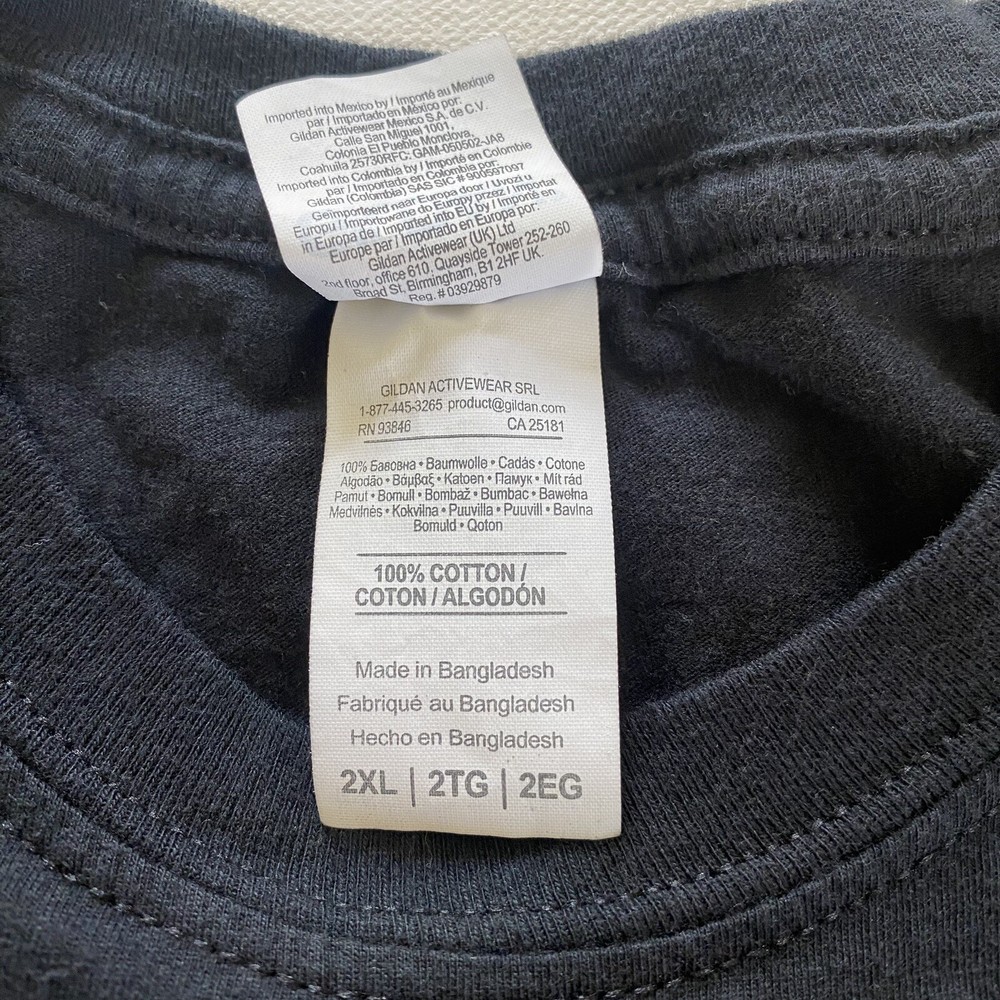 Imported into Mexico by / Importé au Mexique
par / Importado en México por:
Gildan Activewear Mexico S.A. de C.V.
Calle San Miguel 1001,
Colonia El Pueblo Mondova,
Coahuila 25730RFC: GAM-050502-JA8
Imported into Colombia by / Importé en Colombie
par / Importado en Colombia por:
Gildan (Colombia) SAS SIC # 900597097
Geïmporteerd naar Europa door / Uvozi u
Europu / Importowane do Europy przez / Importat
in Europa de / Imported into EU by / Importé en
Europe par / Importado en Europa por:
Gildan Activewear (UK) Ltd
2nd floor, office 610, Quayside Tower 252-260
Broad St. Birmingham, B1 2HF UK.
Reg. # 03929879
GILDAN ACTIVEWEAR SRL
1-877-445-3265 product@gildan.com
RN 93846 CA 25181
100% Бавовна • Baumwolle • Cadás • Cotone
Algodão • Βάμβαξ • Katoen • Памук • Mit rád
Pamut • Bomull • Bombaž • Bumbac • Bawełna
Medvilnės • Kokvilna • Puuvilla • Puuvill • Bavlna
Bomuld • Qoton
100% COTTON /
COTON / ALGODÓN
Made in Bangladesh
Fabriqué au Bangladesh
Hecho en Bangladesh
2XL | 2TG | 2EG